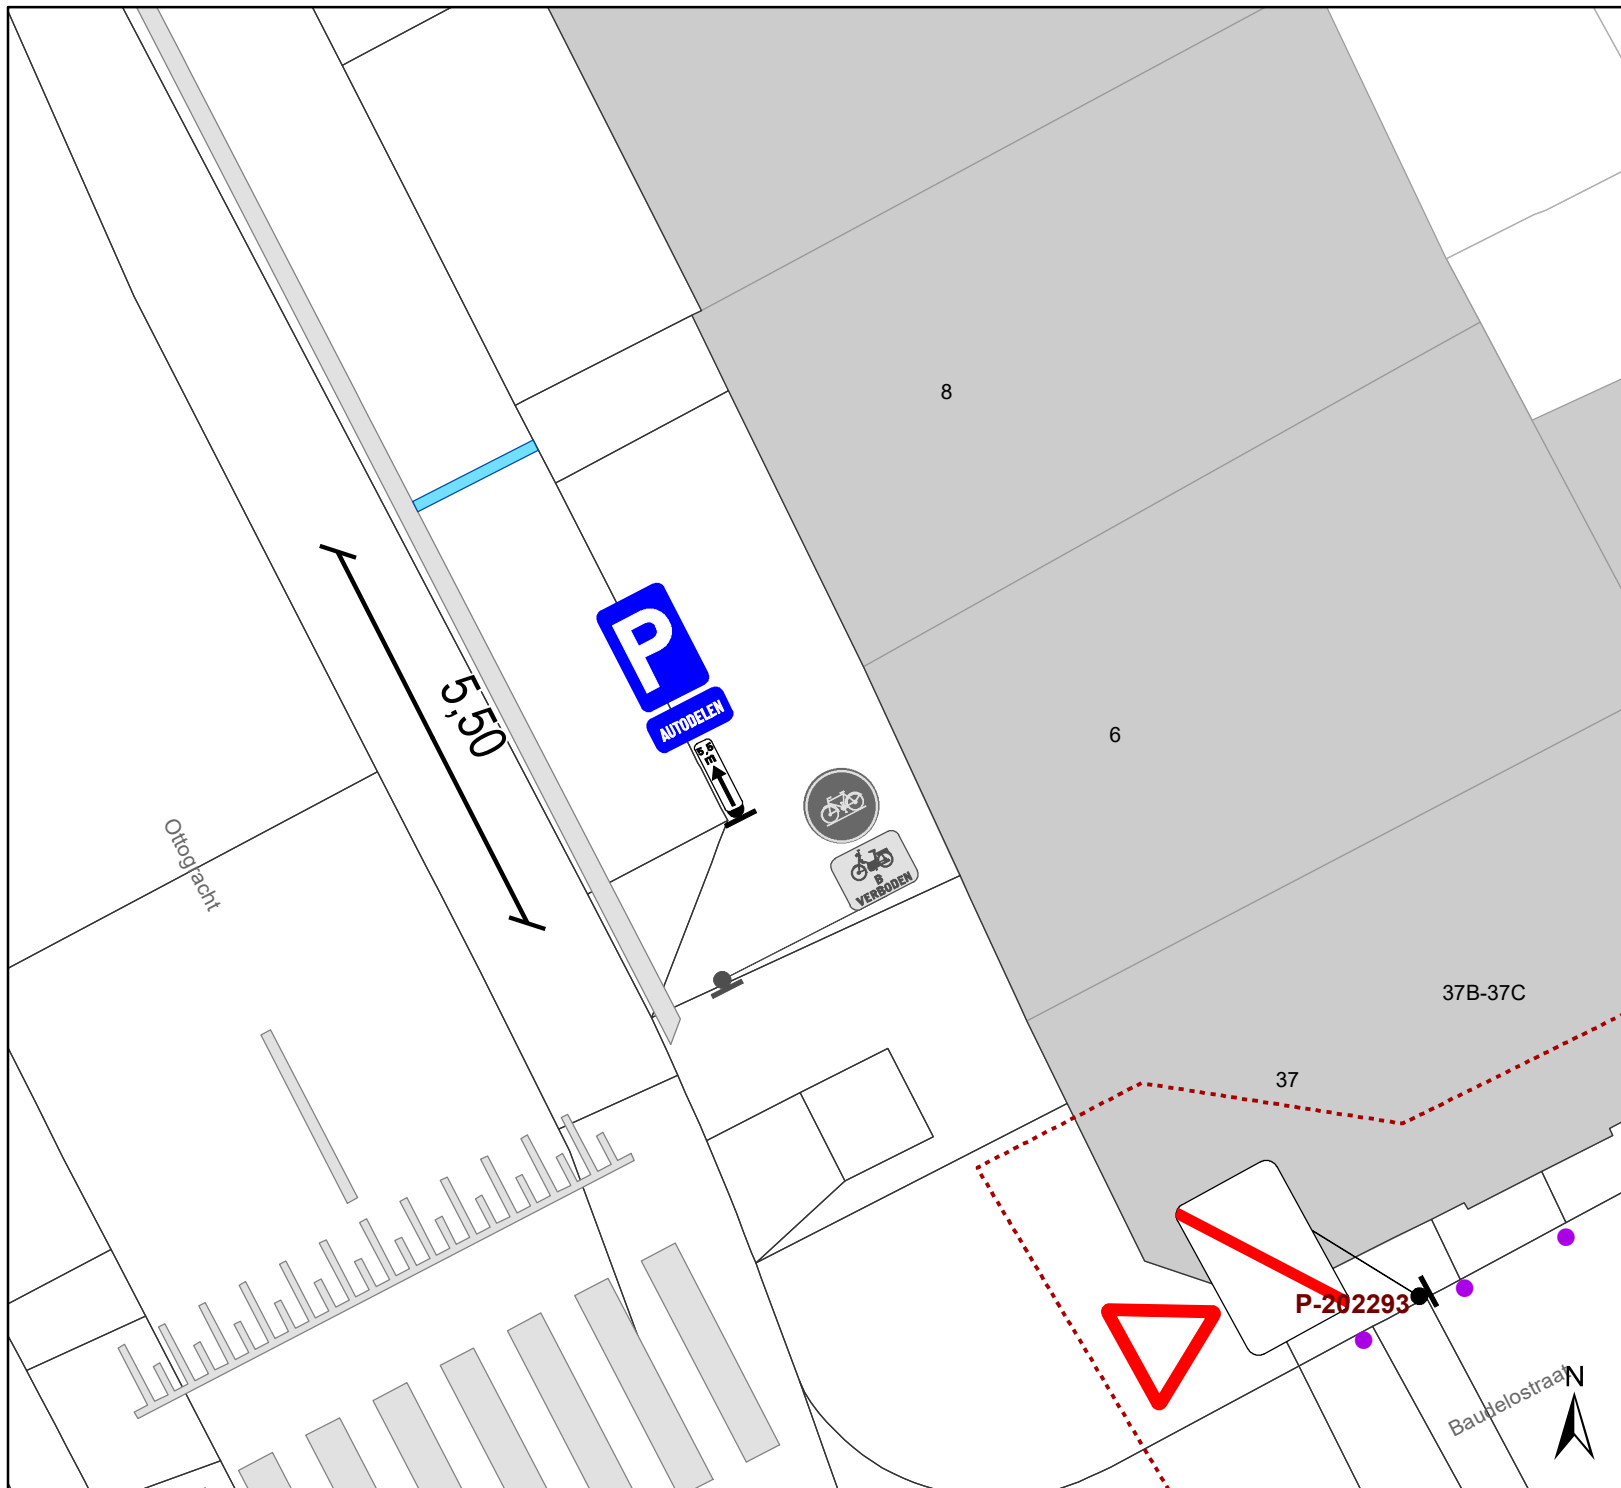 8
P
AUTODELEN
5,5
m
5,50
6
B
VERBODEN
Ottogracht
37B-37C
37
P-202293
Baudelostraat
N